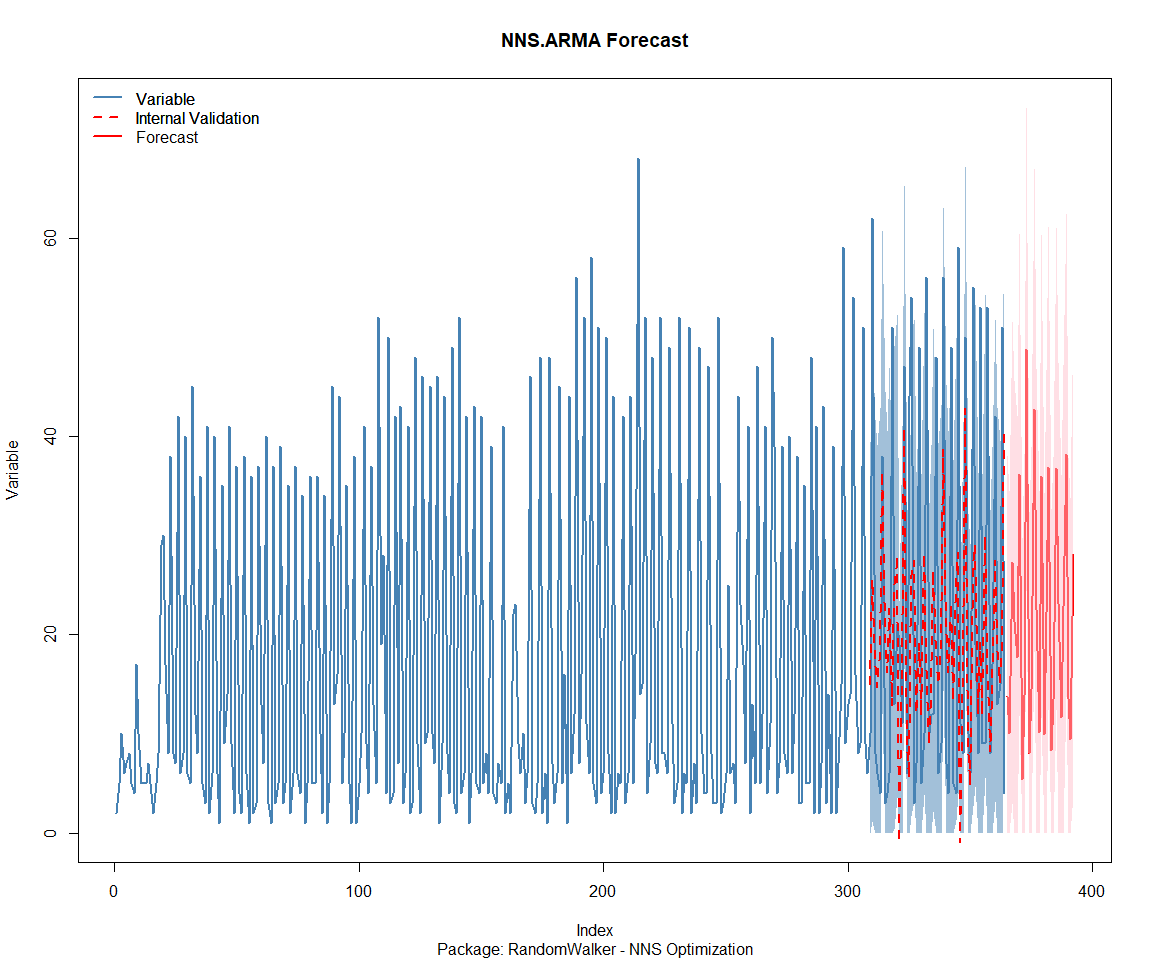 NNS.ARMA Forecast
Variable
Internal Validation
Forecast
Variable
60
40
20
0
0
100
200
300
400
Index
Package: RandomWalker - NNS Optimization